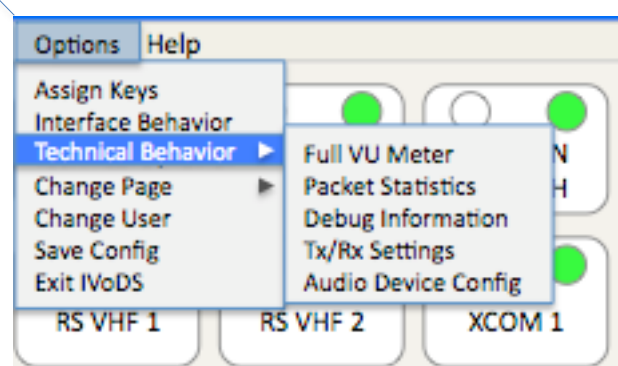 Options Help
Assign Keys
Interface Behavior
Technical Behavior
Change Page
Change User
Save Config
Exit IVoDS
Full VU Meter
Packet Statistics
Debug Information
Tx/Rx Settings
Audio Device Config
N
H
RS VHF 1
RS VHF 2
XCOM 1